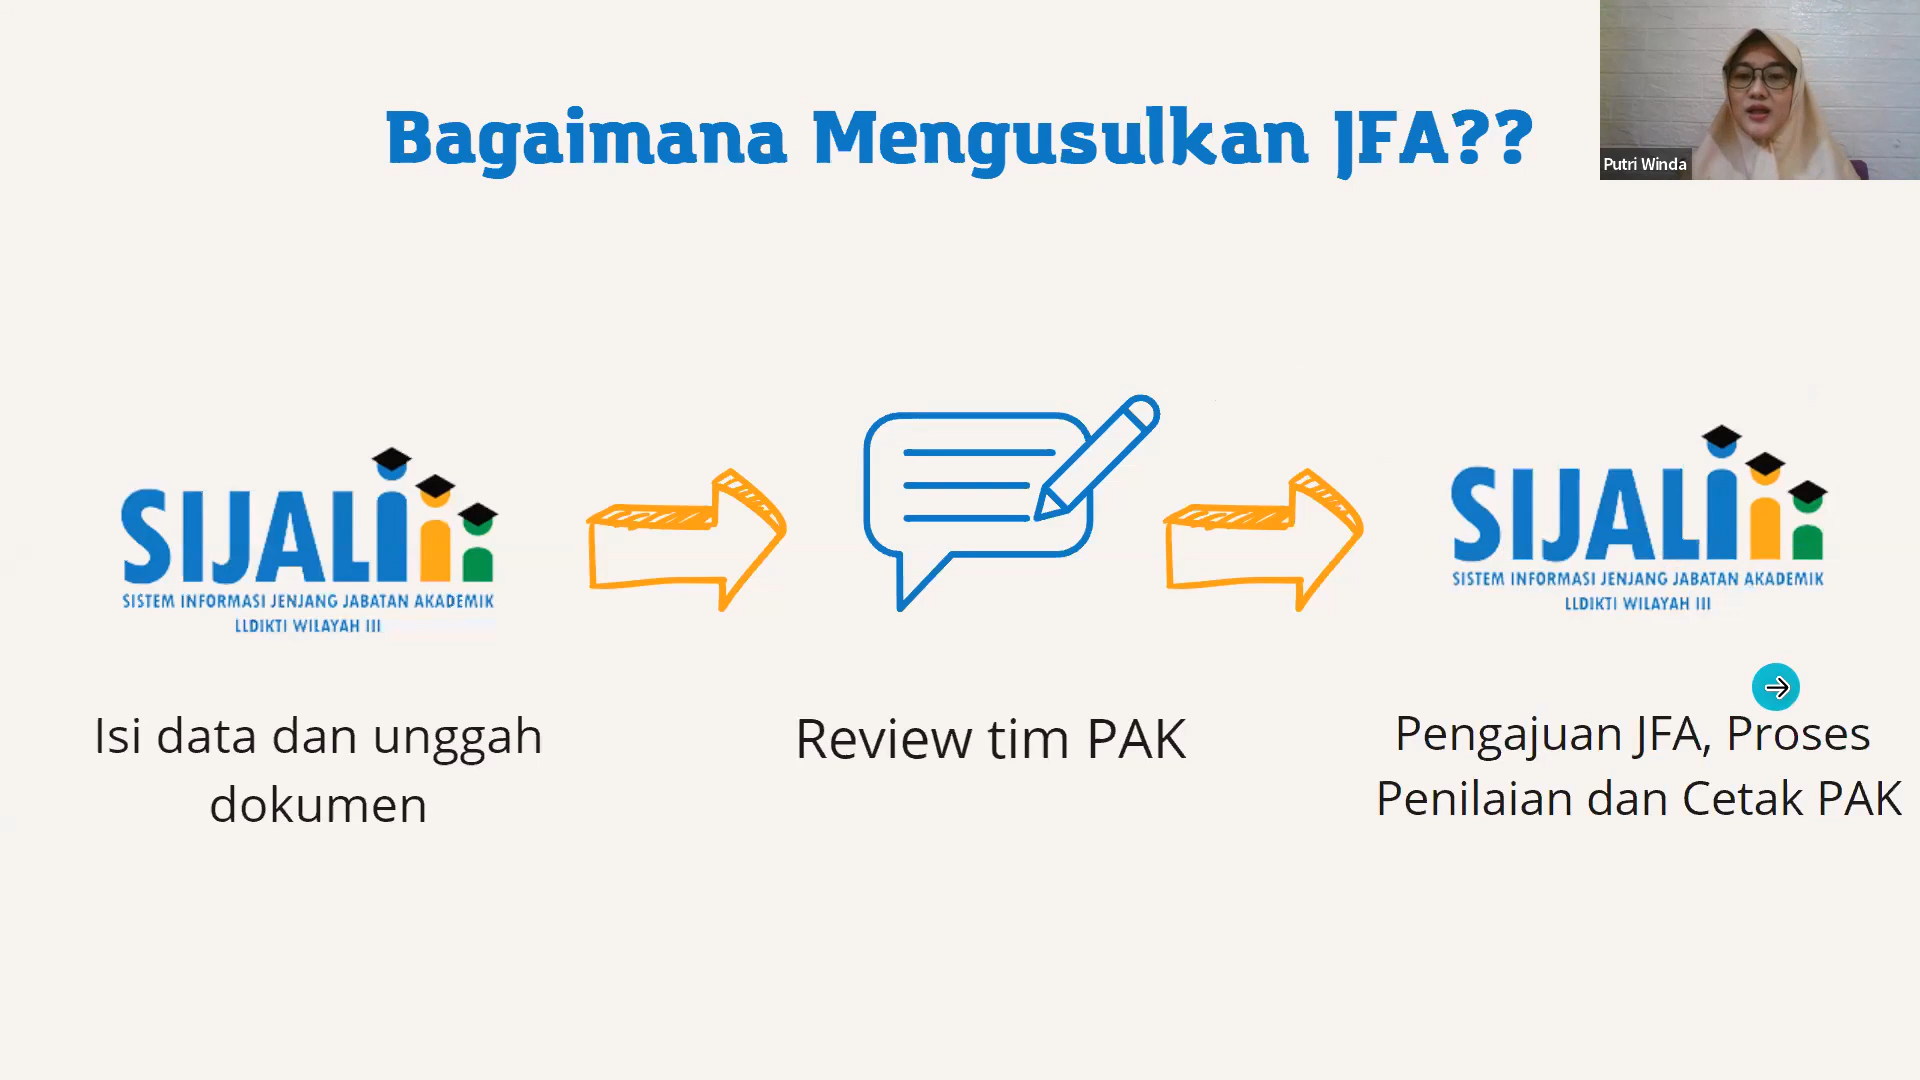 Bagaimana Mengusulkan JFA??
Putri Winda
SIJALI
SISTEM INFORMASI JENJANG JABATAN AKADEMIK
LLDIKTI WILAYAH III
Isi data dan unggah
dokumen
Review tim PAK
SIJALI
SISTEM INFORMASI JENJANG JABATAN AKADEMIK
LLDIKTI WILAYAH III
Pengajuan JFA, Proses
Penilaian dan Cetak PAK